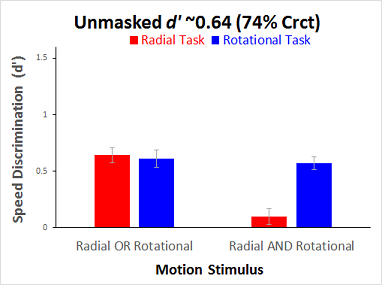 Unmasked d' ~0.64 (74% Crct)
Radial Task Rotational Task
1.5
1
0.5
0
Speed Discrimination (d')
Radial OR Rotational Radial AND Rotational
Motion Stimulus